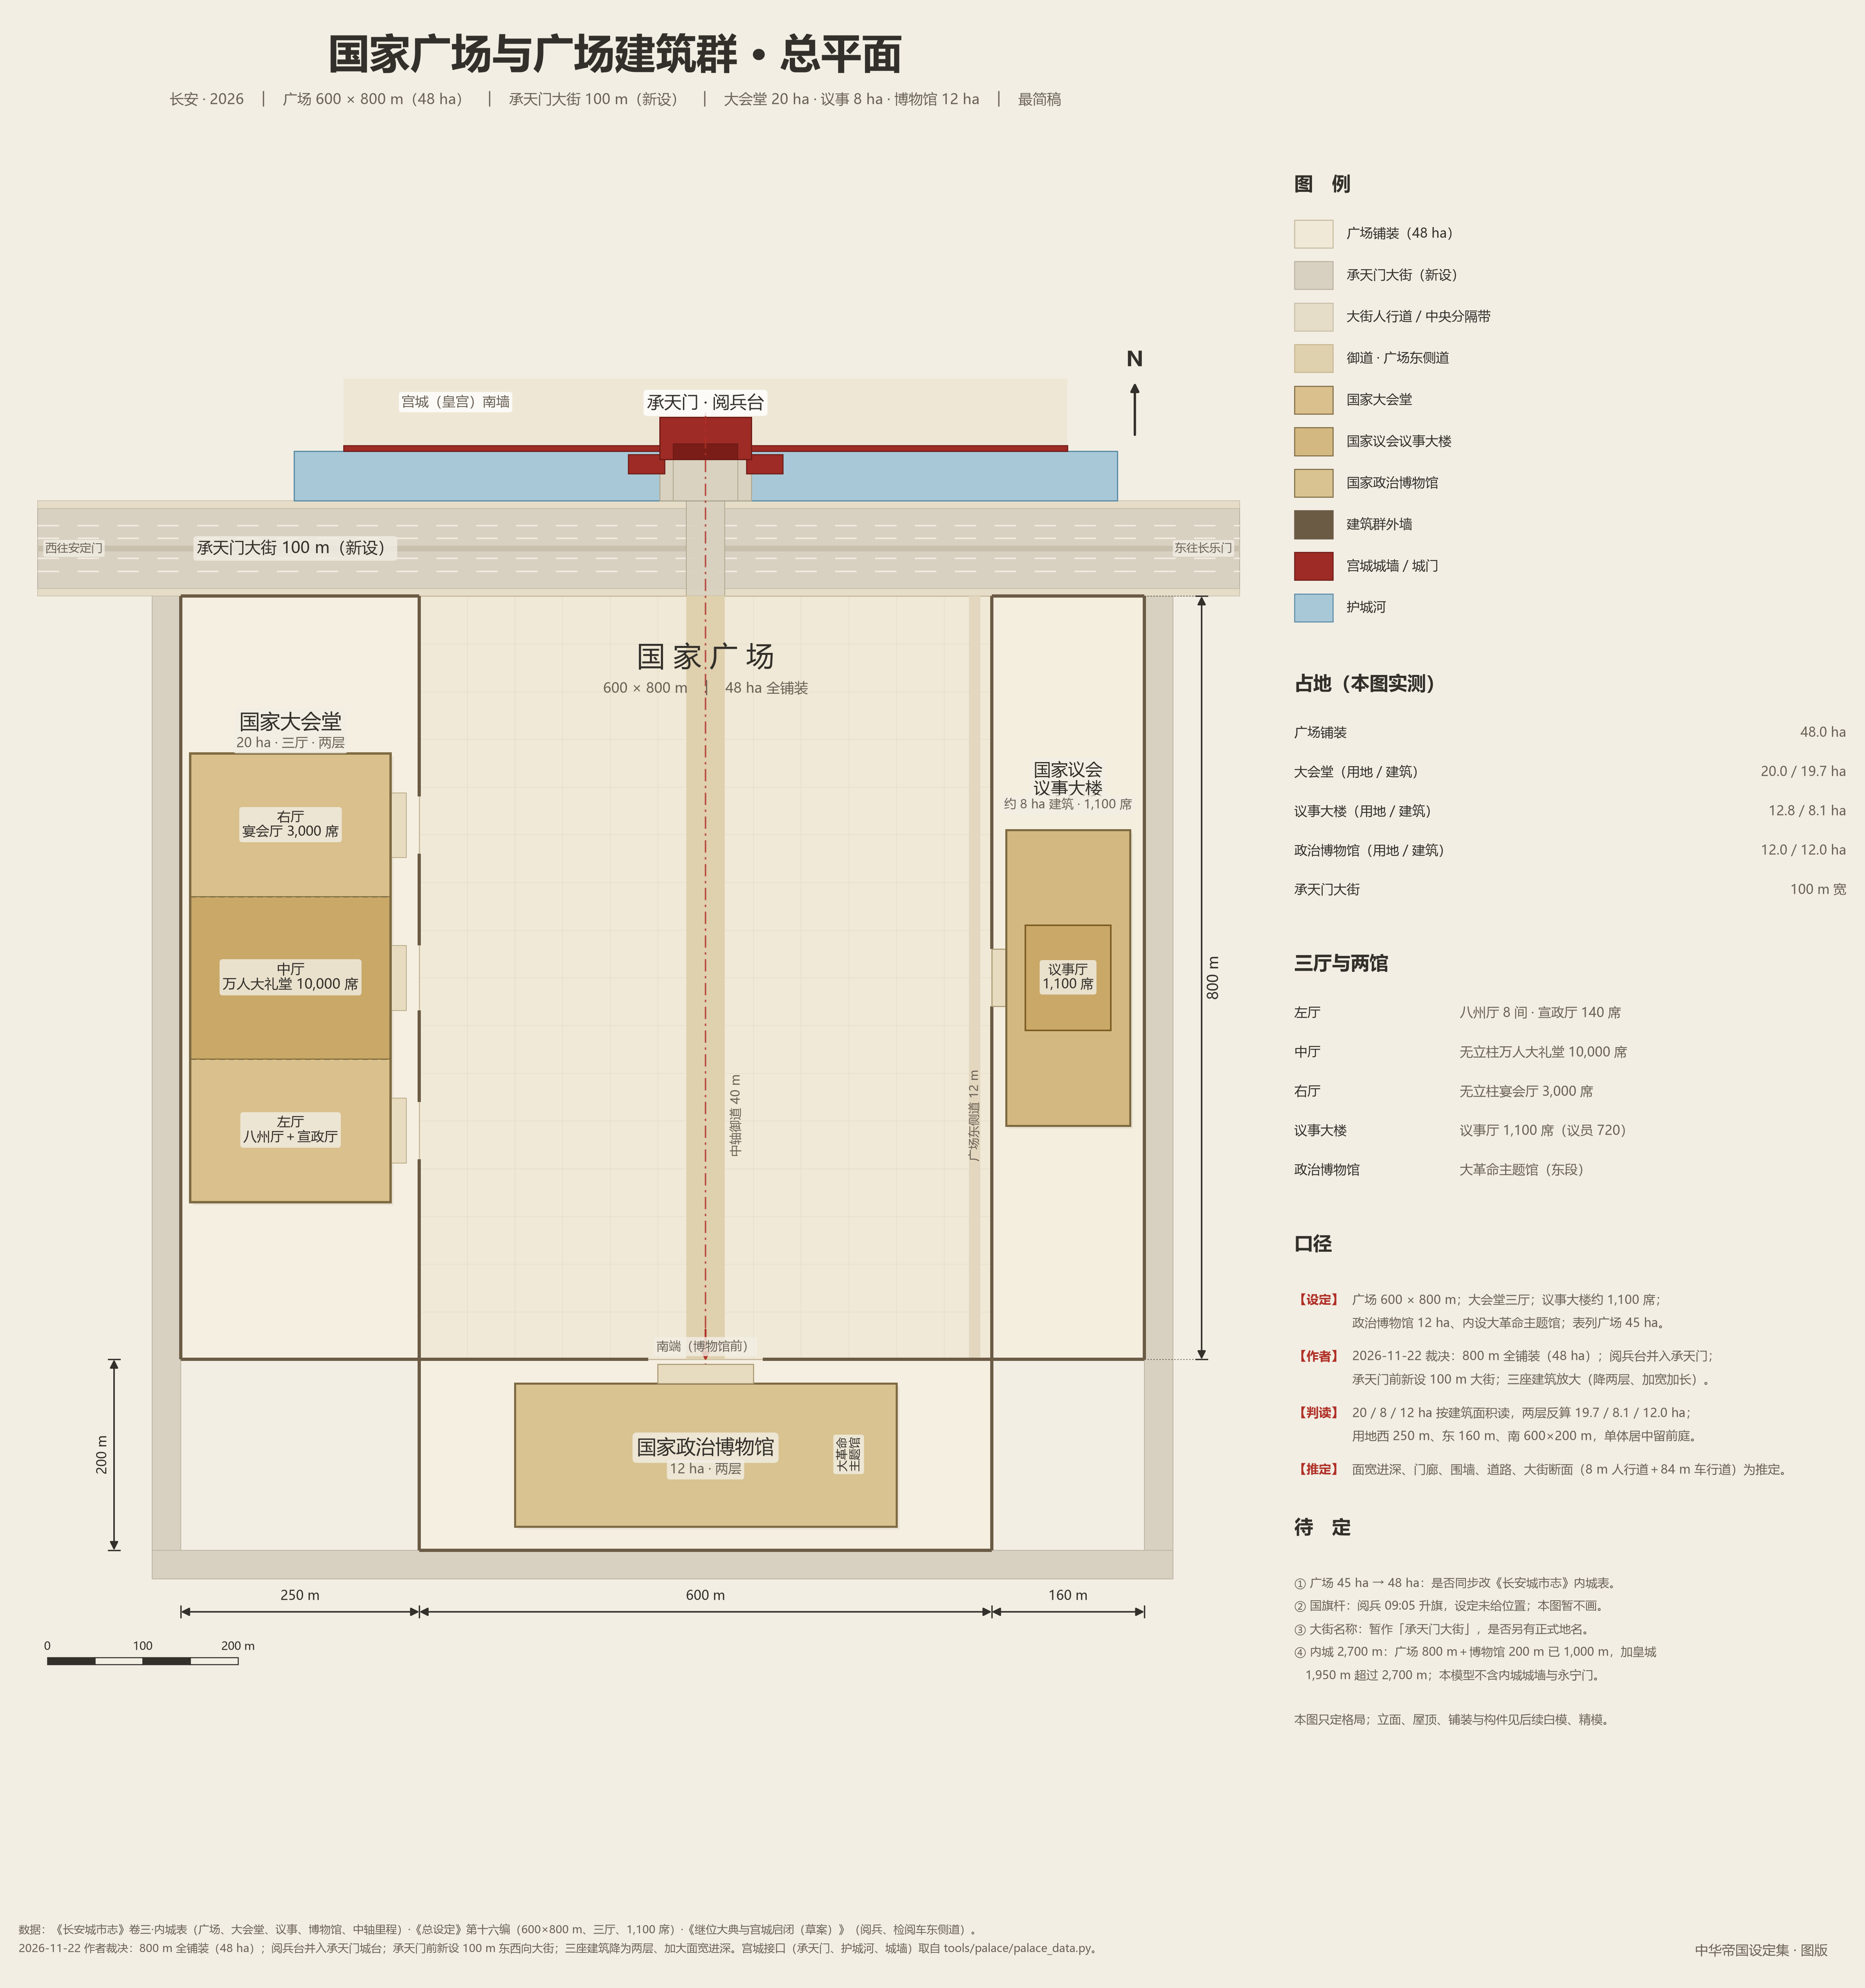 国家广场与广场建筑群 • 总平面
长安 · 2026 | 广场 600 × 800 m（48 ha） | 承天门大街 100 m（新设） | 大会堂 20 ha · 议事 8 ha · 博物馆 12 ha | 最简稿
N
宫城（皇宫）南墙
承天门 · 阅兵台
西往安定门
承天门大街 100 m（新设）
东往长乐门
国 家 广 场
600 × 800 m | 48 ha 全铺装
国家大会堂
20 ha · 三厅 · 两层
右厅
宴会厅 3,000 席
中厅
万人大礼堂 10,000 席
左厅
八州厅 + 宣政厅
国家议会
议事大楼
约 8 ha 建筑 · 1,100 席
议事厅
1,100 席
中轴御道 40 m
广场东侧道 12 m
800 m
南端（博物馆前）
国家政治博物馆
12 ha · 两层
大革命
主题馆
200 m
250 m
600 m
160 m
0 100 200 m
图 例
广场铺装（48 ha）
承天门大街（新设）
大街人行道 / 中央分隔带
御道 · 广场东侧道
国家大会堂
国家议会议事大楼
国家政治博物馆
建筑群外墙
宫城城墙 / 城门
护城河
占地（本图实测）
广场铺装 48.0 ha
大会堂（用地 / 建筑） 20.0 / 19.7 ha
议事大楼（用地 / 建筑） 12.8 / 8.1 ha
政治博物馆（用地 / 建筑） 12.0 / 12.0 ha
承天门大街 100 m 宽
三厅与两馆
左厅 八州厅 8 间 · 宣政厅 140 席
中厅 无立柱万人大礼堂 10,000 席
右厅 无立柱宴会厅 3,000 席
议事大楼 议事厅 1,100 席（议员 720）
政治博物馆 大革命主题馆（东段）
口径
【设定】 广场 600 × 800 m；大会堂三厅；议事大楼约 1,100 席；
政治博物馆 12 ha、内设大革命主题馆；表列广场 45 ha。
【作者】 2026-11-22 裁决：800 m 全铺装（48 ha）；阅兵台并入承天门；
承天门前新设 100 m 大街；三座建筑放大（降两层、加宽加长）。
【判读】 20 / 8 / 12 ha 按建筑面积读，两层反算 19.7 / 8.1 / 12.0 ha；
用地西 250 m、东 160 m、南 600×200 m，单体居中留前庭。
【推定】 面宽进深、门廊、围墙、道路、大街断面（8 m 人行道 + 84 m 车行道）为推定。
待 定
① 广场 45 ha → 48 ha：是否同步改《长安城市志》内城表。
② 国旗杆：阅兵 09:05 升旗，设定未给位置；本图暂不画。
③ 大街名称：暂作「承天门大街」，是否另有正式地名。
④ 内城 2,700 m：广场 800 m + 博物馆 200 m 已 1,000 m，加皇城
1,950 m 超过 2,700 m；本模型不含内城城墙与永宁门。
本图只定格局；立面、屋顶、铺装与构件见后续白模、精模。
数据：《长安城市志》卷三·内城表（广场、大会堂、议事、博物馆、中轴里程）·《总设定》第十六编（600×800 m、三厅、1,100 席）·《继位大典与宫城启闭（草案）》（阅兵、检阅车东侧道）。
2026-11-22 作者裁决：800 m 全铺装（48 ha）；阅兵台并入承天门城台；承天门前新设 100 m 东西向大街；三座建筑降为两层、加大面宽进深。宫城接口（承天门、护城河、城墙）取自 tools/palace/palace_data.py。
中华帝国设定集 · 图版